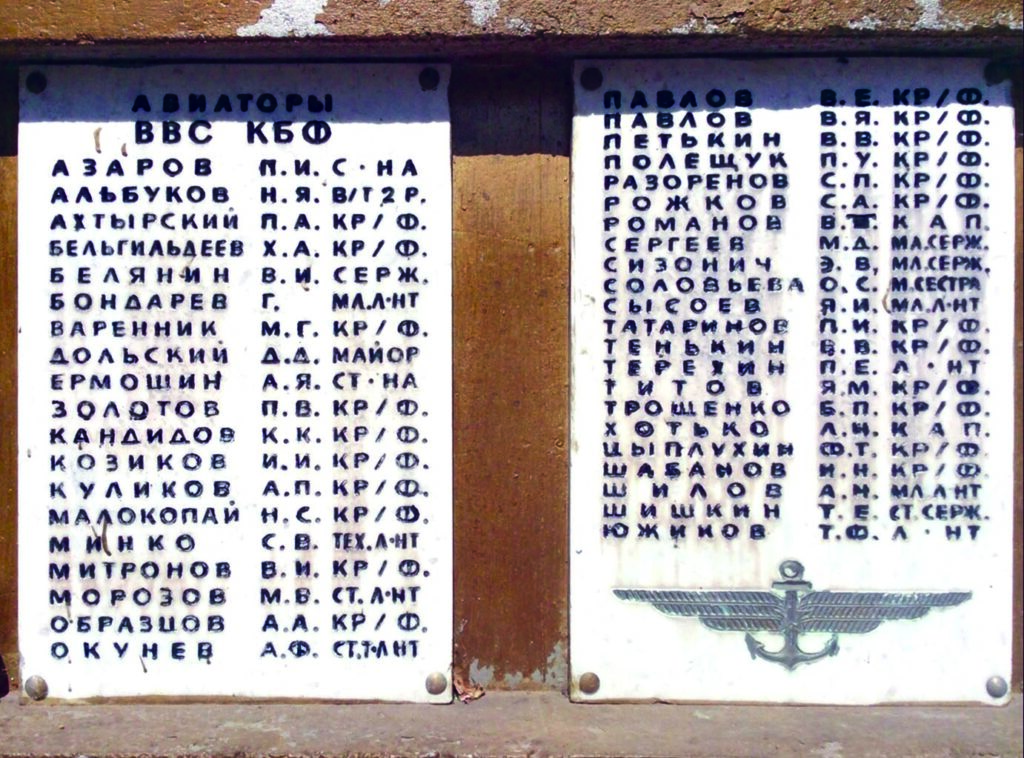 АВИАТОРЫ
ВВС КБФ
АЗАРОВ П.И. С-НА
АЛЬБУКОВ Н.Я. В/Т 2 Р.
АХТЫРСКИЙ П.А. КР/Ф.
БЕЛЬГИЛЬДЕЕВ Х.А. КР/Ф.
БЕЛЯНИН В.И. СЕРЖ.
БОНДАРЕВ Г. МЛ.Л-НТ
ВАРЕННИК М.Г. КР/Ф.
ДОЛЬСКИЙ Д.Д. МАЙОР
ЕРМОШИН А.Я. СТ-НА
ЗОЛОТОВ П.В. КР/Ф.
КАНДИДОВ К.К. КР/Ф.
КОЗИКОВ И.И. КР/Ф.
КУЛИКОВ А.П. КР/Ф.
МАЛОКОПАЙ Н.С. КР/Ф.
МИНКО С.В. ТЕХ.Л-НТ
МИТРОНОВ В.И. КР/Ф.
МОРОЗОВ М.В. СТ.Л-НТ
ОБРАЗЦОВ А.А. КР/Ф.
ОКУНЕВ А.Ф. СТ.Т.Л НТ
ПАВЛОВ В.Е. КР/Ф.
ПАВЛОВ В.Я. КР/Ф.
ПЕТЬКИН В.В. КР/Ф.
ПОЛЕЩУК П.У. КР/Ф.
РАЗОРЕНОВ С.П. КР/Ф.
РОЖКОВ С.А. КР/Ф.
РОМАНОВ КАП.
СЕРГЕЕВ М.Д. МЛ.СЕРЖ.
СИЗОНИЧ Э.В. МЛ.СЕРЖ.
СОЛОВЬЕВА О.С. М.СЕСТРА
СЫСОЕВ Я.И. МЛ.Л-НТ
ТАТАРИНОВ П.И. КР/Ф.
ТЕНЬКИН В.В. КР/Ф.
ТЕРЕХИН П.Е. Л-НТ
ТИТОВ Я.М. КР/Ф.
ТРОШЕНКО Б.П. КР/Ф.
ХОТЬКО Л.Н. КАП.
ЦЫПЛУХИН Ф.Т. КР/Ф.
ШАБАНОВ И.Н. КР/Ф.
ШИЛОВ А.Н. МЛ Л НТ
ШИШКИН Т.Е. СТ.СЕРЖ.
ЮЖИНОВ Т.Ф. Л-НТ